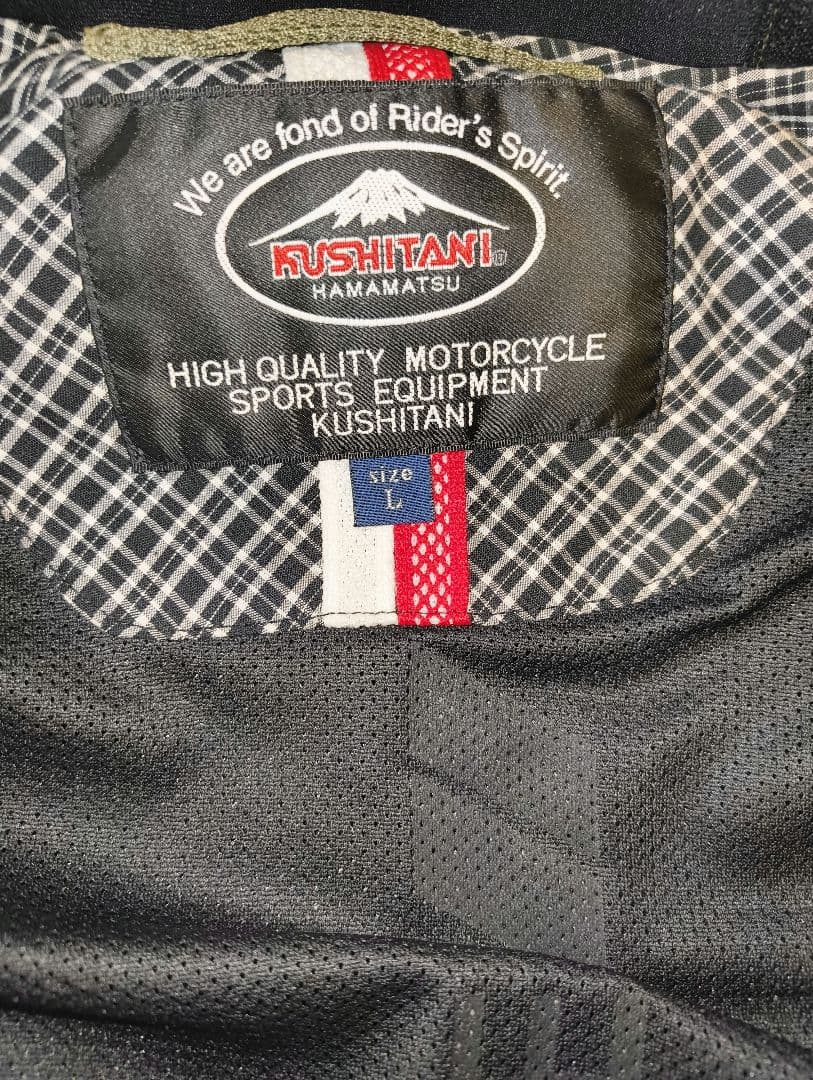 We are fond of Rider's Spirit.
KUSHITANI
HAMAMATSU
HIGH QUALITY MOTORCYCLE
SPORTS EQUIPMENT
KUSHITANI
size
L